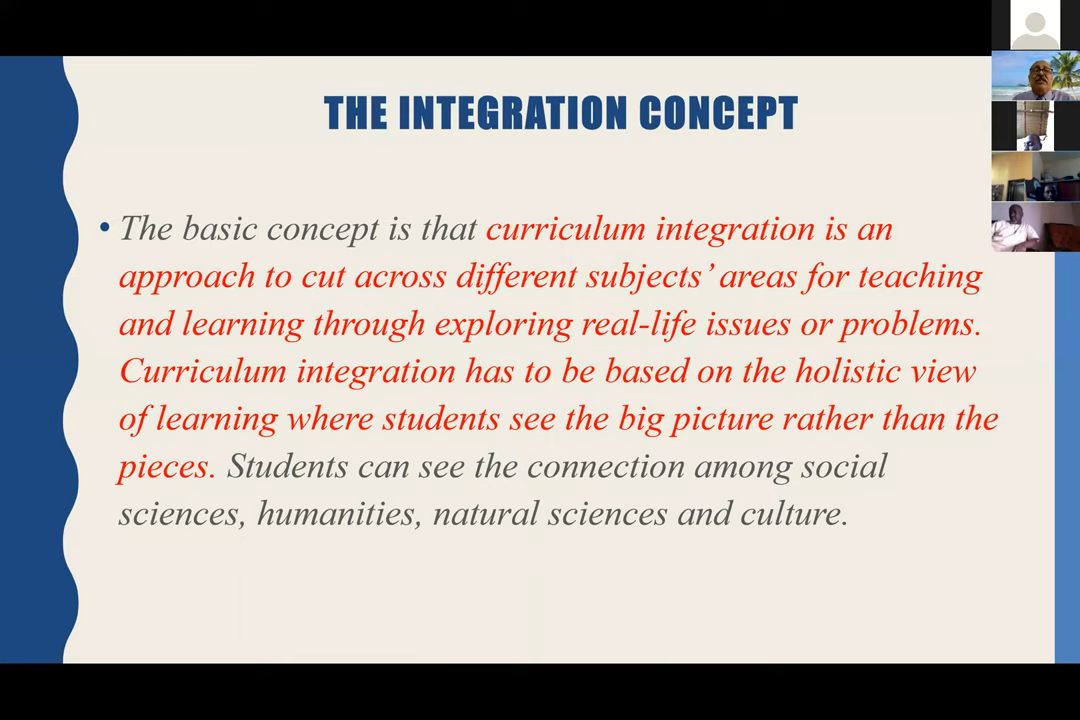 THE INTEGRATION CONCEPT
• The basic concept is that curriculum integration is an
approach to cut across different subjects’ areas for teaching
and learning through exploring real-life issues or problems.
Curriculum integration has to be based on the holistic view
of learning where students see the big picture rather than the
pieces. Students can see the connection among social
sciences, humanities, natural sciences and culture.